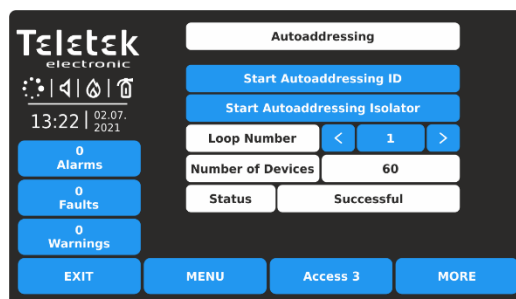 Teletek
electronic
13:22 02.07.
2021
0
Alarms
0
Faults
0
Warnings
Autoaddressing
Start Autoaddressing ID
Start Autoaddressing Isolator
Loop Number < 1 >
Number of Devices 60
Status Successful
EXIT MENU Access 3 MORE